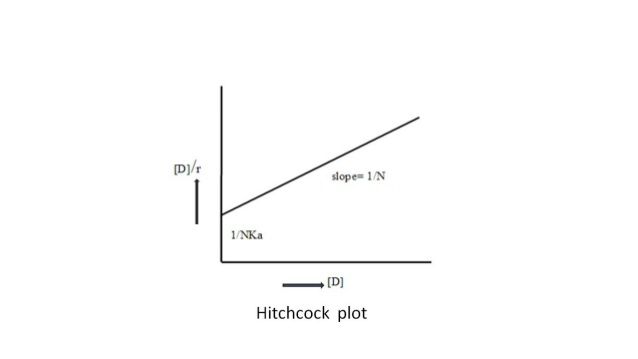 [D]/r
slope= 1/N
1/NKa
[D]
Hitchcock plot